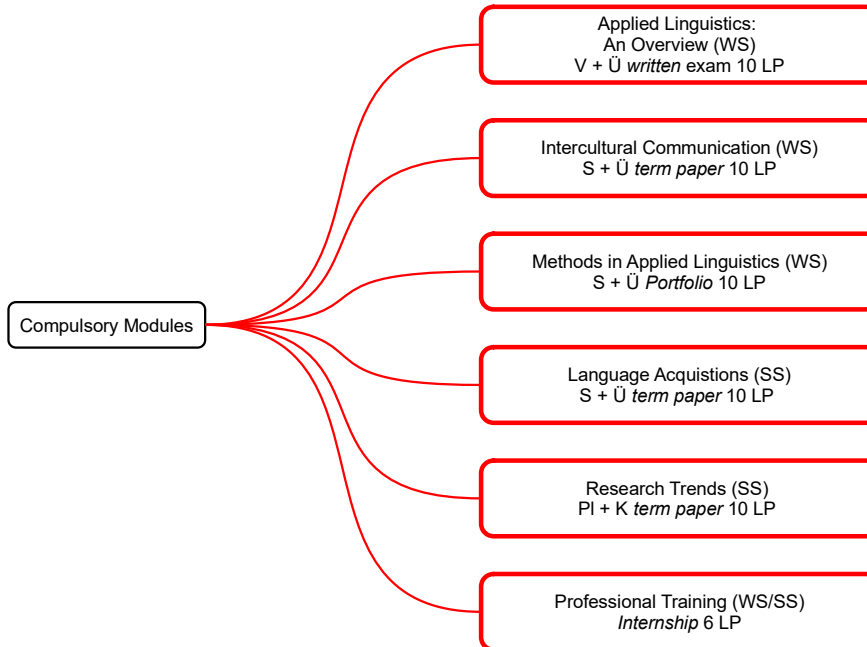 Applied Linguistics:
An Overview (WS)
V + Ü written exam 10 LP
Intercultural Communication (WS)
S + Ü term paper 10 LP
Methods in Applied Linguistics (WS)
S + Ü Portfolio 10 LP
Compulsory Modules
Language Acquistions (SS)
S + Ü term paper 10 LP
Research Trends (SS)
Pl + K term paper 10 LP
Professional Training (WS/SS)
Internship 6 LP